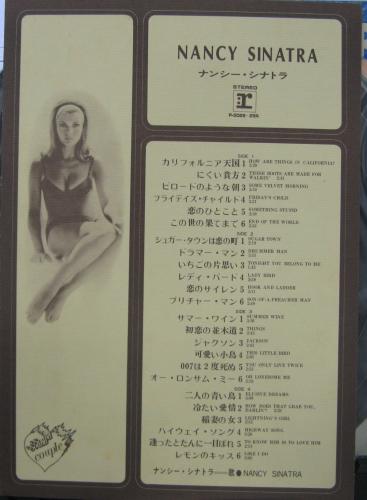 NANCY SINATRA
ナンシー・シナトラ
STEREO
r
SIDE 1
カリフォルニア天国 1 HOW ARE THINGS IN CALIFORNIA?
にくい貴方 2 THESE BOOTS ARE MADE FOR WALKIN'
ビロードのような朝 3 SOME VELVET MORNING
フライデイズ・チャイルド 4 FRIDAY'S CHILD
恋のひとこと 5 SOMETHING STUPID
この世の果てまで 6 END OF THE WORLD
SIDE 2
シュガー・タウンは恋の町 1 SUGAR TOWN
ドラマー・マン 2 DRUMMER MAN
いちごの片思い 3 TONIGHT YOU BELONG TO ME
レディ・バード 4 LADY BIRD
恋のサイレン 5 HOOK AND LADDER
プリチャー・マン 6 SON-OF-A-PREACHER MAN
SIDE 3
サマー・ワイン 1 SUMMER WINE
初恋の並木道 2 THINGS
ジャクソン 3 JACKSON
可愛い小鳥 4 THIS LITTLE BIRD
007は2度死ぬ 5 YOU ONLY LIVE TWICE
オー・ロンサム・ミー 6 OH LONESOME ME
SIDE 4
二人の青い鳥 1 ELUSIVE DREAMS
冷たい愛情 2 HOW DOES THAT GRAB YOU, DARLIN'
稲妻の女 3 LIGHTNING'S GIRL
ハイウェイ・ソング 4 HIGHWAY SONG
逢ったとたんに一目ぼれ 5 TO KNOW HIM IS TO LOVE HIM
レモンのキッス 6 LIKE I DO
ナンシー・シナトラ——歌●NANCY SINATRA
couple